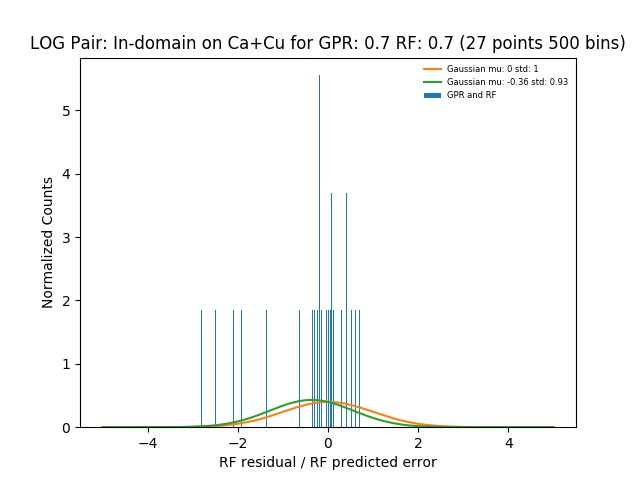 LOG Pair: In-domain on Ca+Cu for GPR: 0.7 RF: 0.7 (27 points 500 bins)
Gaussian mu: 0 std: 1
Gaussian mu: -0.36 std: 0.93
GPR and RF
Normalized Counts
5
4
3
2
1
0
−4 −2 0 2 4
RF residual / RF predicted error